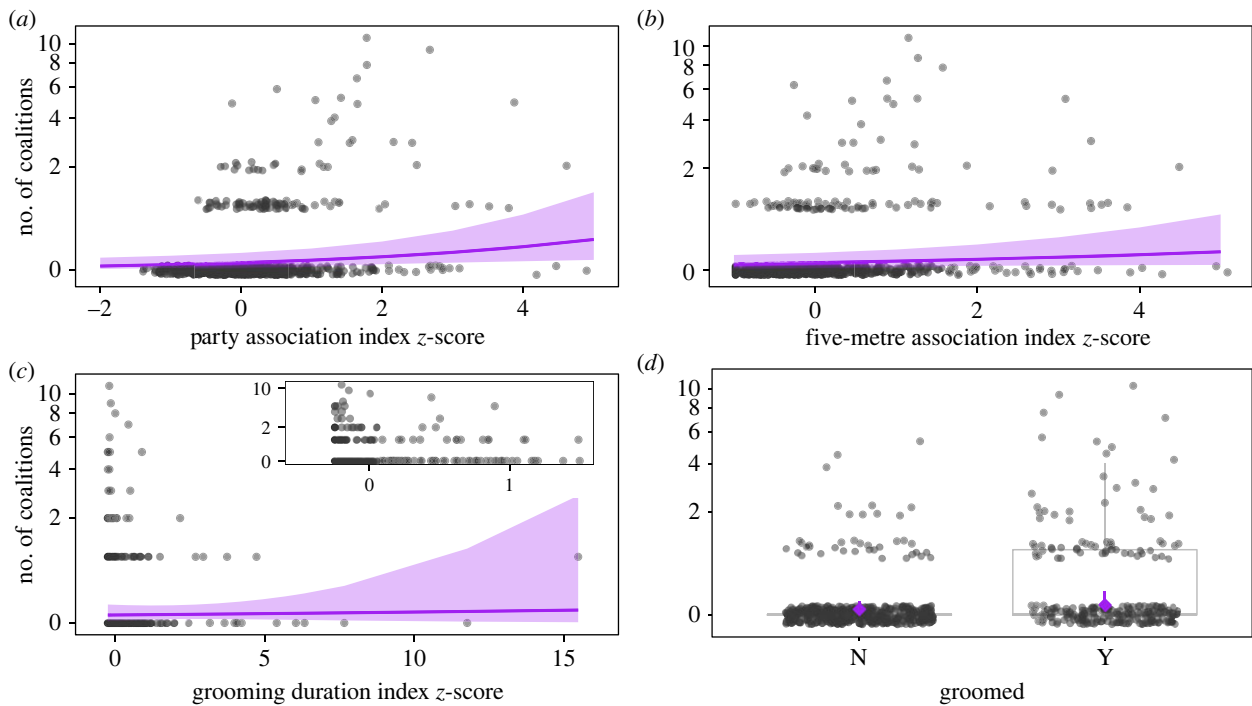 (a)
no. of coalitions
10
8
6
4
2
0
–2 0 2 4
party association index z-score
(b)
10
8
6
4
2
0
0 2 4
five-metre association index z-score
(c)
no. of coalitions
10
8
6
4
2
0
10
2
0
0 1
0 5 10 15
grooming duration index z-score
(d)
10
8
4
2
0
N Y
groomed